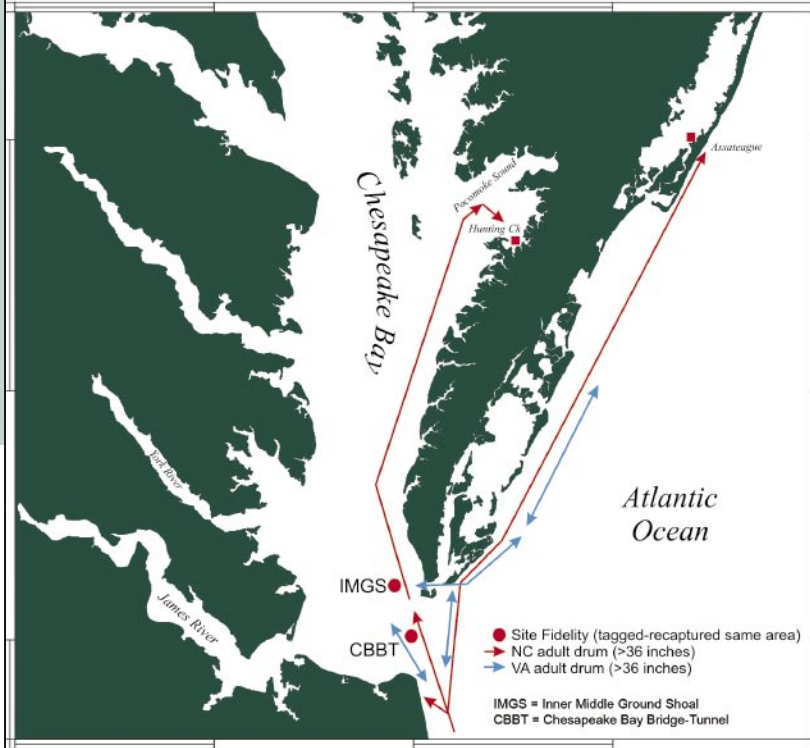 Assateague
Pocomoke Sound
Hunting Ck
Chesapeake Bay
York River
Atlantic
Ocean
IMGS
James River
CBBT
Site Fidelity (tagged-recaptured same area)
NC adult drum (>36 inches)
VA adult drum (>36 inches)
IMGS = Inner Middle Ground Shoal
CBBT = Chesapeake Bay Bridge-Tunnel